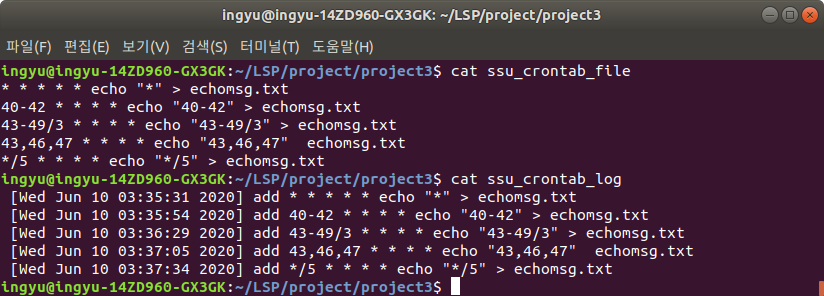 ingyu@ingyu-14ZD960-GX3GK: ~/LSP/project/project3
파일(F) 편집(E) 보기(V) 검색(S) 터미널(T) 도움말(H)
ingyu@ingyu-14ZD960-GX3GK:~/LSP/project/project3$ cat ssu_crontab_file
* * * * * echo "*" > echomsg.txt
40-42 * * * * echo "40-42" > echomsg.txt
43-49/3 * * * * echo "43-49/3" > echomsg.txt
43,46,47 * * * * echo "43,46,47"  echomsg.txt
*/5 * * * * echo "*/5" > echomsg.txt
ingyu@ingyu-14ZD960-GX3GK:~/LSP/project/project3$ cat ssu_crontab_log
 [Wed Jun 10 03:35:31 2020] add * * * * * echo "*" > echomsg.txt
 [Wed Jun 10 03:35:54 2020] add 40-42 * * * * echo "40-42" > echomsg.txt
 [Wed Jun 10 03:36:29 2020] add 43-49/3 * * * * echo "43-49/3" > echomsg.txt
 [Wed Jun 10 03:37:05 2020] add 43,46,47 * * * * echo "43,46,47"  echomsg.txt
 [Wed Jun 10 03:37:34 2020] add */5 * * * * echo "*/5" > echomsg.txt
ingyu@ingyu-14ZD960-GX3GK:~/LSP/project/project3$